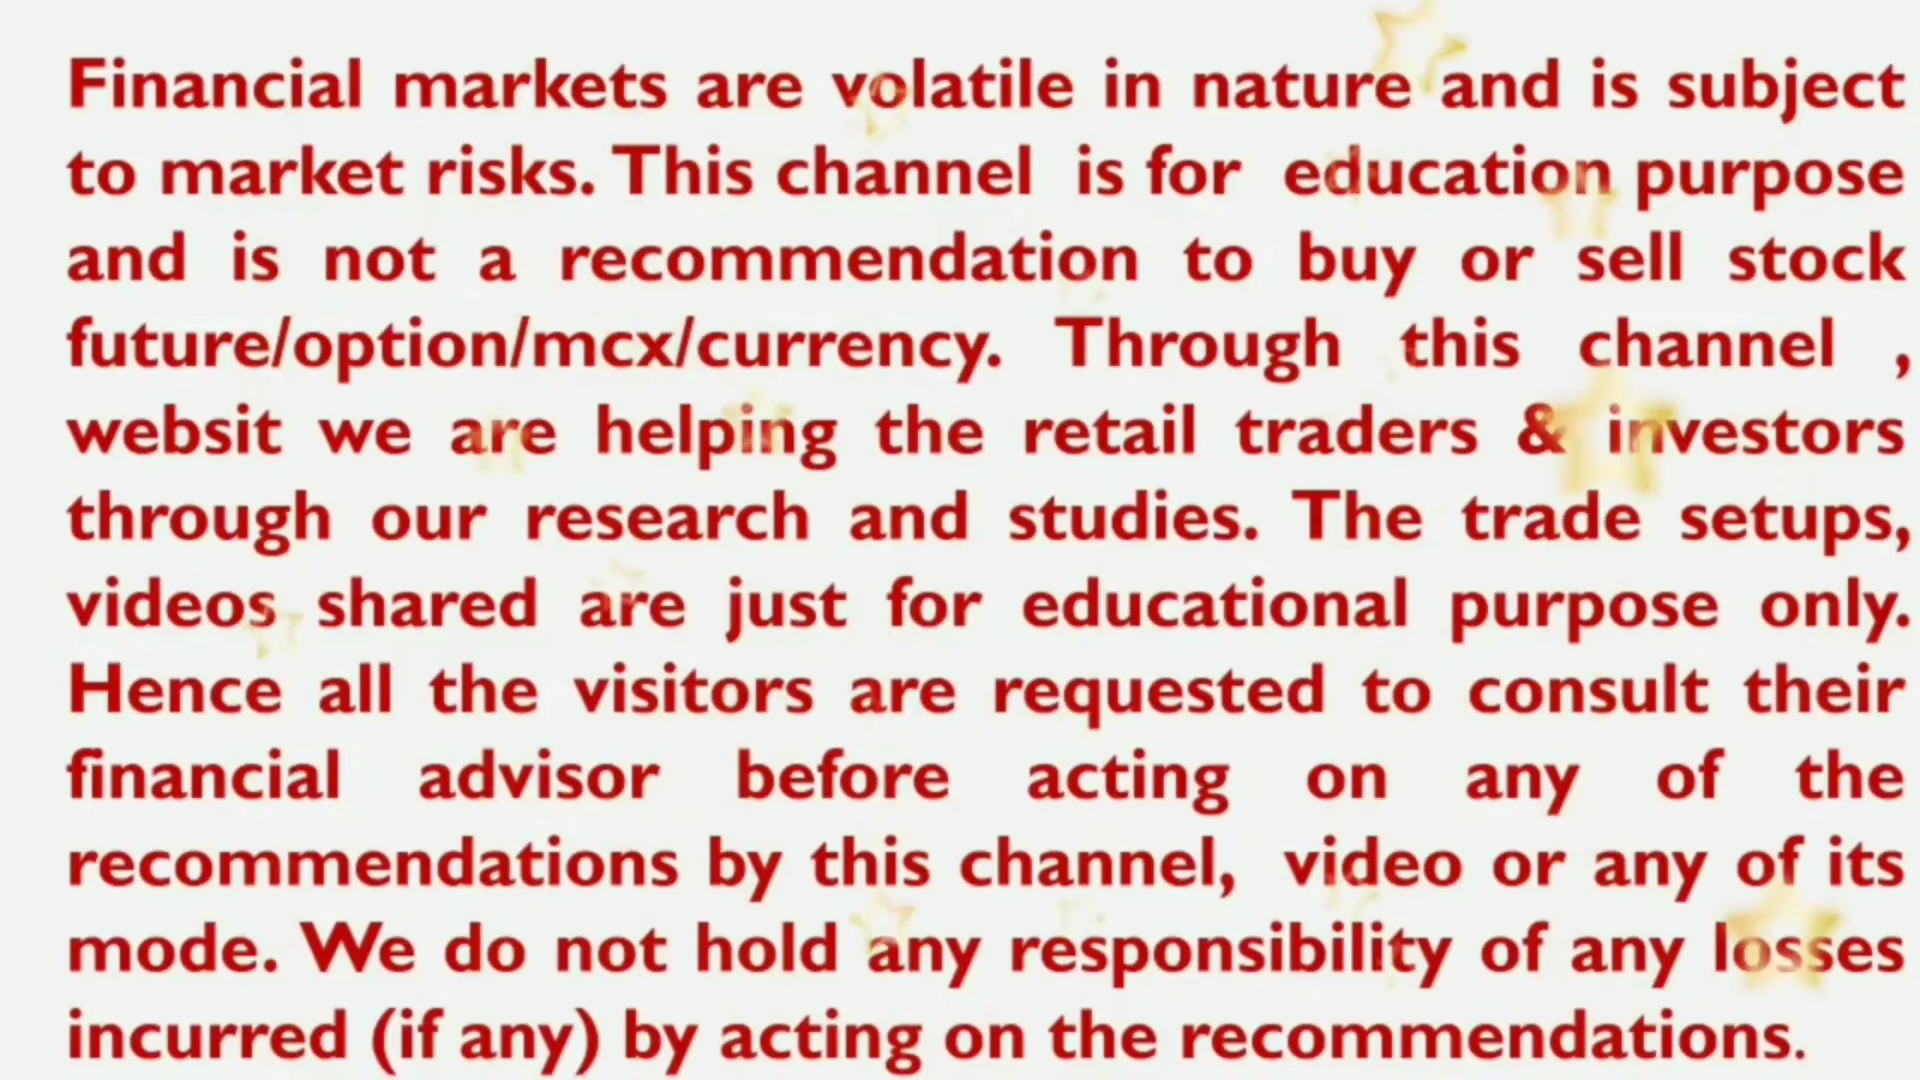 Financial markets are volatile in nature and is subject
to market risks. This channel is for education purpose
and is not a recommendation to buy or sell stock
future/option/mcx/currency. Through this channel ,
websit we are helping the retail traders & investors
through our research and studies. The trade setups,
videos shared are just for educational purpose only.
Hence all the visitors are requested to consult their
financial advisor before acting on any of the
recommendations by this channel, video or any of its
mode. We do not hold any responsibility of any losses
incurred (if any) by acting on the recommendations.